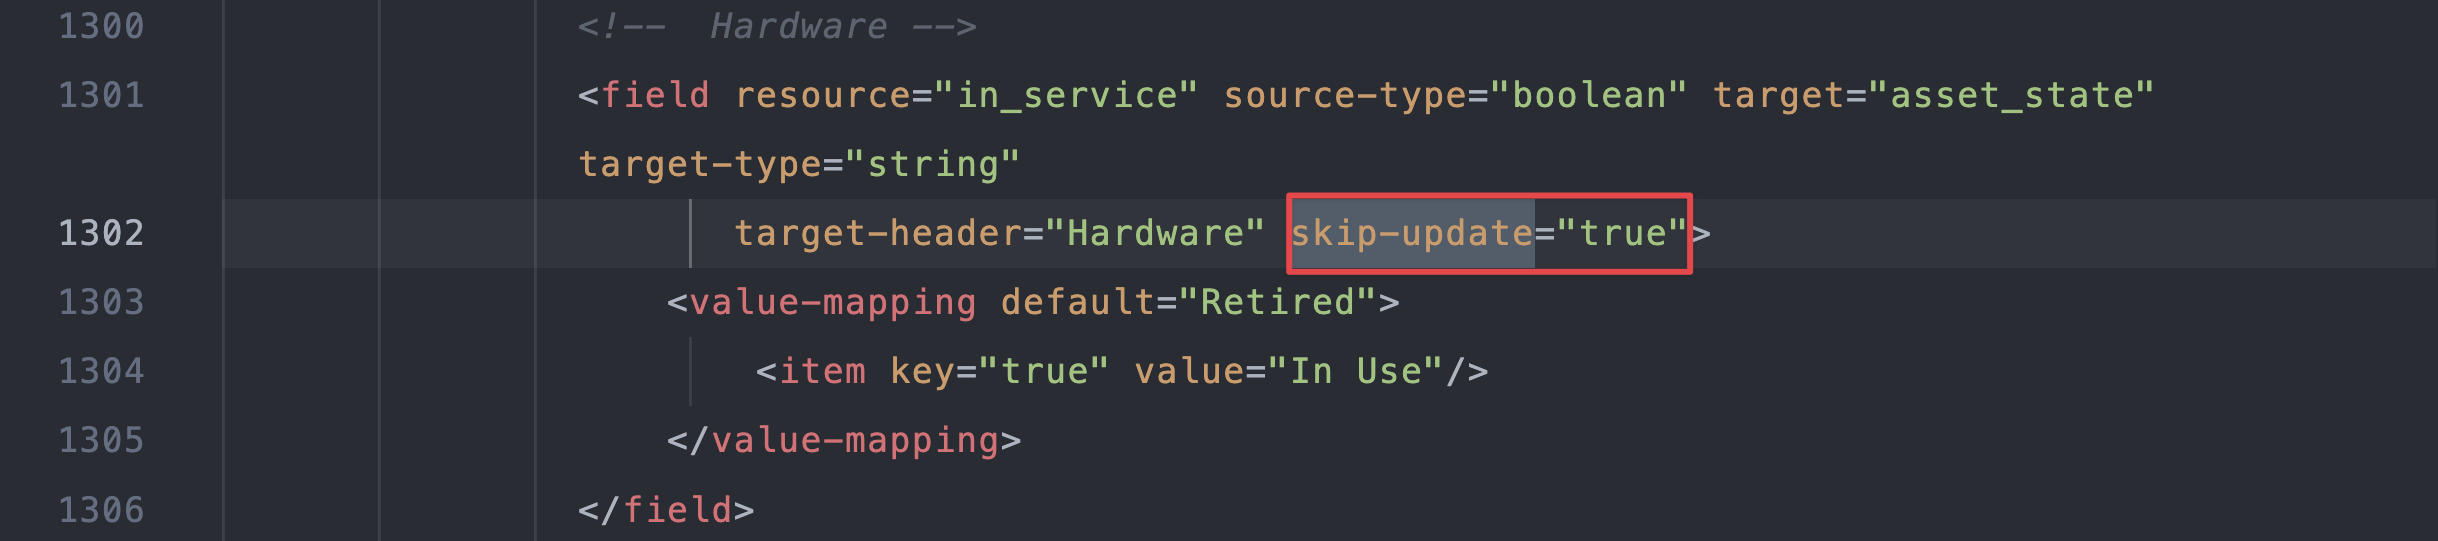 1300 <!--  Hardware -->
1301 <field resource="in_service" source-type="boolean" target="asset_state"
target-type="string"
1302 target-header="Hardware" skip-update="true">
1303 <value-mapping default="Retired">
1304 <item key="true" value="In Use"/>
1305 </value-mapping>
1306 </field>